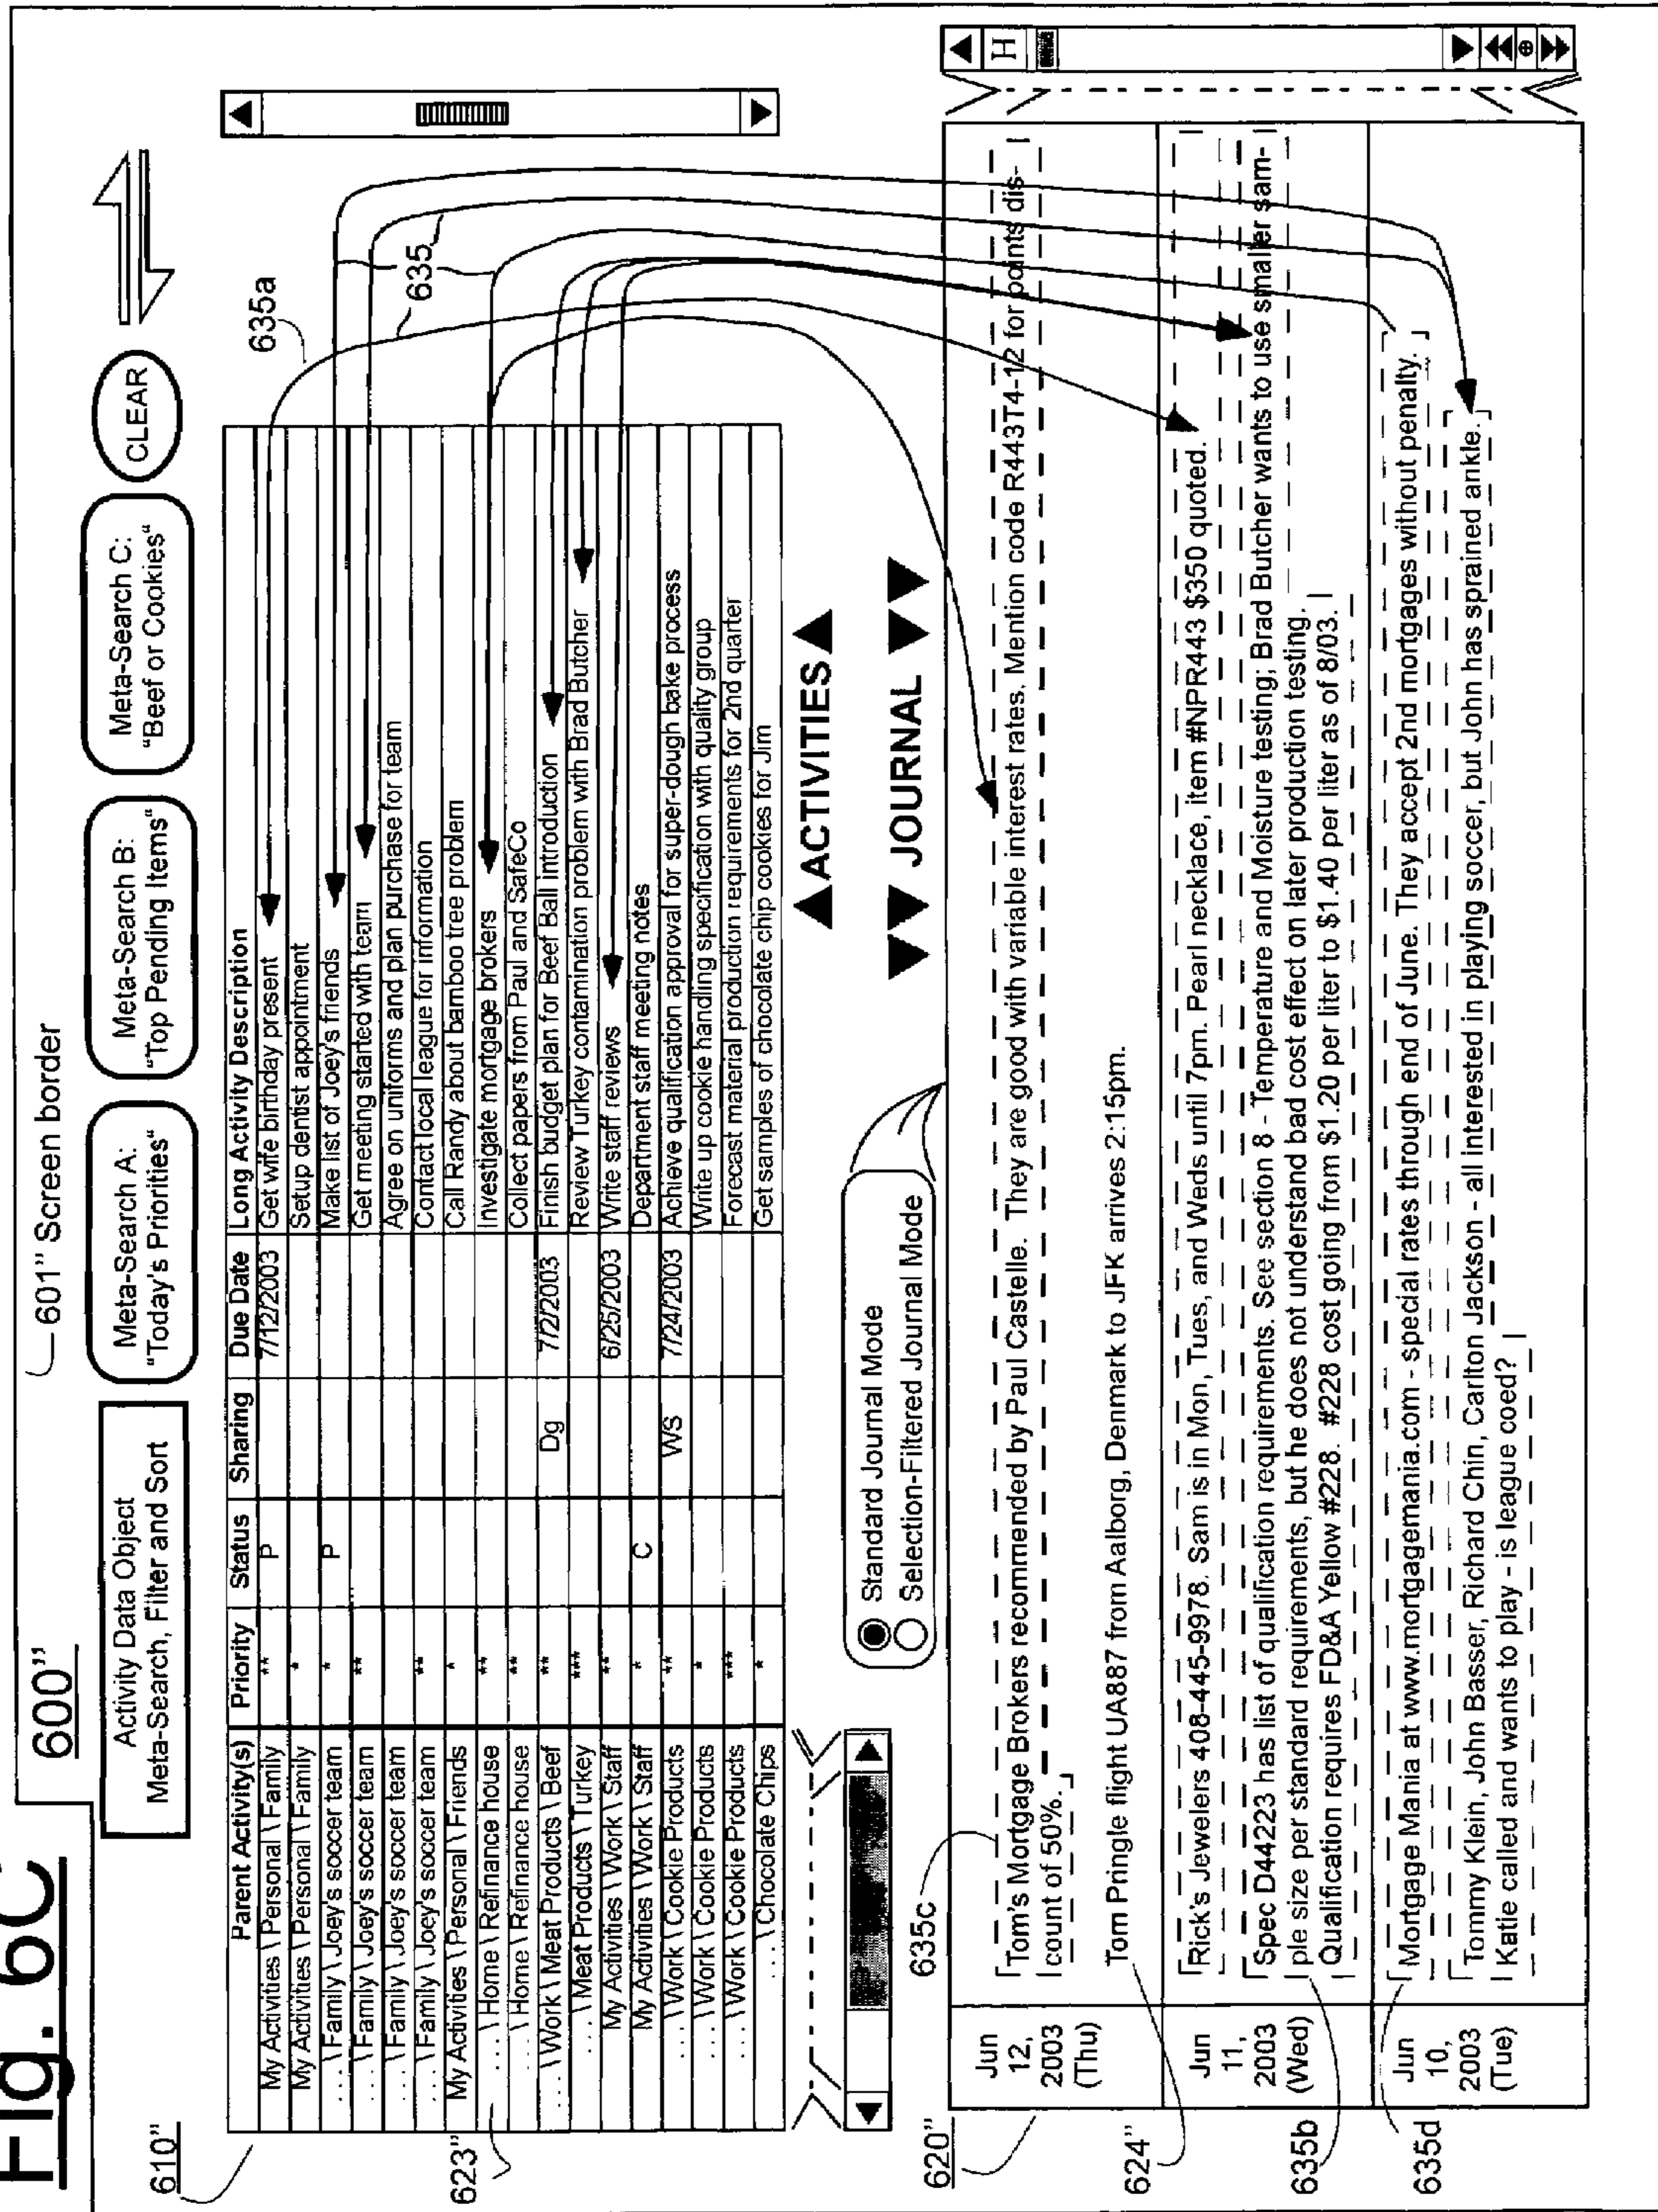 Fig. 6C
600"
601" Screen border
Activity Data Object
Meta-Search, Filter and Sort
Meta-Search A:
"Today's Priorities"
Meta-Search B:
"Top Pending Items"
Meta-Search C:
"Beef or Cookies"
CLEAR
610"
635a
635
623"
Parent Activity(s) Priority Status Sharing Due Date Long Activity Description
My Activities \ Personal \ Family ** P 7/12/2003 Get wife birthday present
My Activities \ Personal \ Family * Setup dentist appointment
... \ Family \ Joey's soccer team * P Make list of Joey's friends
... \ Family \ Joey's soccer team ** Get meeting started with team
... \ Family \ Joey's soccer team Agree on uniforms and plan purchase for team
... \ Family \ Joey's soccer team ** Contact local league for information
My Activities \ Personal \ Friends * Call Randy about bamboo tree problem
... \ Home \ Refinance house ** Investigate mortgage brokers
... \ Home \ Refinance house ** Collect papers from Paul and SafeCo
... \ Work \ Meat Products \ Beef ** Dg 7/2/2003 Finish budget plan for Beef Ball introduction
... \ Meat Products \ Turkey *** Review Turkey contamination problem with Brad Butcher
My Activities \ Work \ Staff ** 6/25/2003 Write staff reviews
My Activities \ Work \ Staff * C Department staff meeting notes
... \ Work \ Cookie Products ** Ws 7/24/2003 Achieve qualification approval for super-dough bake process
... \ Work \ Cookie Products * Write up cookie handling specification with quality group
... \ Work \ Cookie Products *** Forecast material production requirements for 2nd quarter
... \ Chocolate Chips * Get samples of chocolate chip cookies for Jim
ACTIVITIES
JOURNAL
Standard Journal Mode
Selection-Filtered Journal Mode
H
635c
620"
624"
635b
635d
Jun
12,
2003
(Thu)
Tom's Mortgage Brokers recommended by Paul Castelle. They are good with variable interest rates. Mention code R443T4-12 for points dis-
count of 50%.
Tom Pringle flight UA887 from Aalborg, Denmark to JFK arrives 2:15pm.
Jun
11,
2003
(Wed)
Rick's Jewelers 408-445-9978. Sam is in Mon, Tues, and Weds until 7pm. Pearl necklace, item #NPR443 $350 quoted.
Spec D44223 has list of qualification requirements. See section 8 - Temperature and Moisture testing; Brad Butcher wants to use smaller sam-
ple size per standard requirements, but he does not understand bad cost effect on later production testing.
Qualification requires FD&A Yellow #228. #228 cost going from $1.20 per liter to $1.40 per liter as of 8/03.
Jun
10,
2003
(Tue)
Mortgage Mania at www.mortgagemania.com - special rates through end of June. They accept 2nd mortgages without penalty.
Tommy Klein, John Basser, Richard Chin, Carlton Jackson - all interested in playing soccer, but John has sprained ankle.
Katie called and wants to play - is league coed?